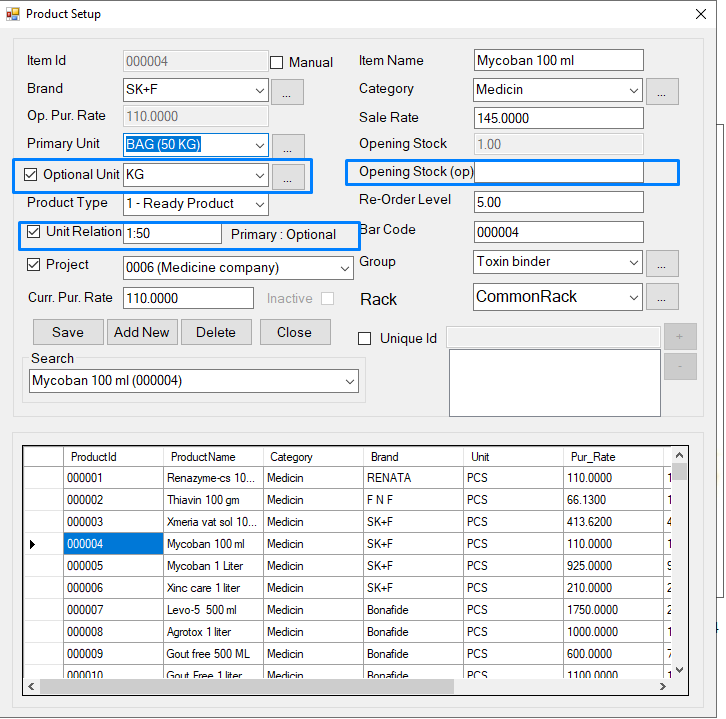 Product Setup
Item Id 000004 Manual Item Name Mycoban 100 ml
Brand SK+F ... Category Medicin ...
Op. Pur. Rate 110.0000 Sale Rate 145.0000
Primary Unit BAG (50 KG) ... Opening Stock 1.00
Optional Unit KG ... Opening Stock (op)
Product Type 1 - Ready Product Re-Order Level 5.00
Unit Relation 1:50 Primary : Optional Bar Code 000004
Project 0006 (Medicine company) Group Toxin binder ...
Curr. Pur. Rate 110.0000 Inactive Rack CommonRack ...
Save Add New Delete Close Unique Id +
Search -
Mycoban 100 ml (000004)
ProductId ProductName Category Brand Unit Pur_Rate
000001 Renazyme-cs 10... Medicin RENATA PCS 110.0000 1
000002 Thiavin 100 gm Medicin F N F PCS 66.1300 1
000003 Xmeria vat sol 10... Medicin SK+F PCS 413.6200 4
000004 Mycoban 100 ml Medicin SK+F PCS 110.0000 1
000005 Mycoban 1 Liter Medicin SK+F PCS 925.0000 9
000006 Xinc care 1 liter Medicin SK+F PCS 210.0000 2
000007 Levo-5 500 ml Medicin Bonafide PCS 1750.0000 2
000008 Agrotox 1 liter Medicin Bonafide PCS 1000.0000 1
000009 Gout free 500 ML Medicin Bonafide PCS 600.0000 7
000010 Gout Free 1 liter Medicin Bonafide PCS 1100.0000 1